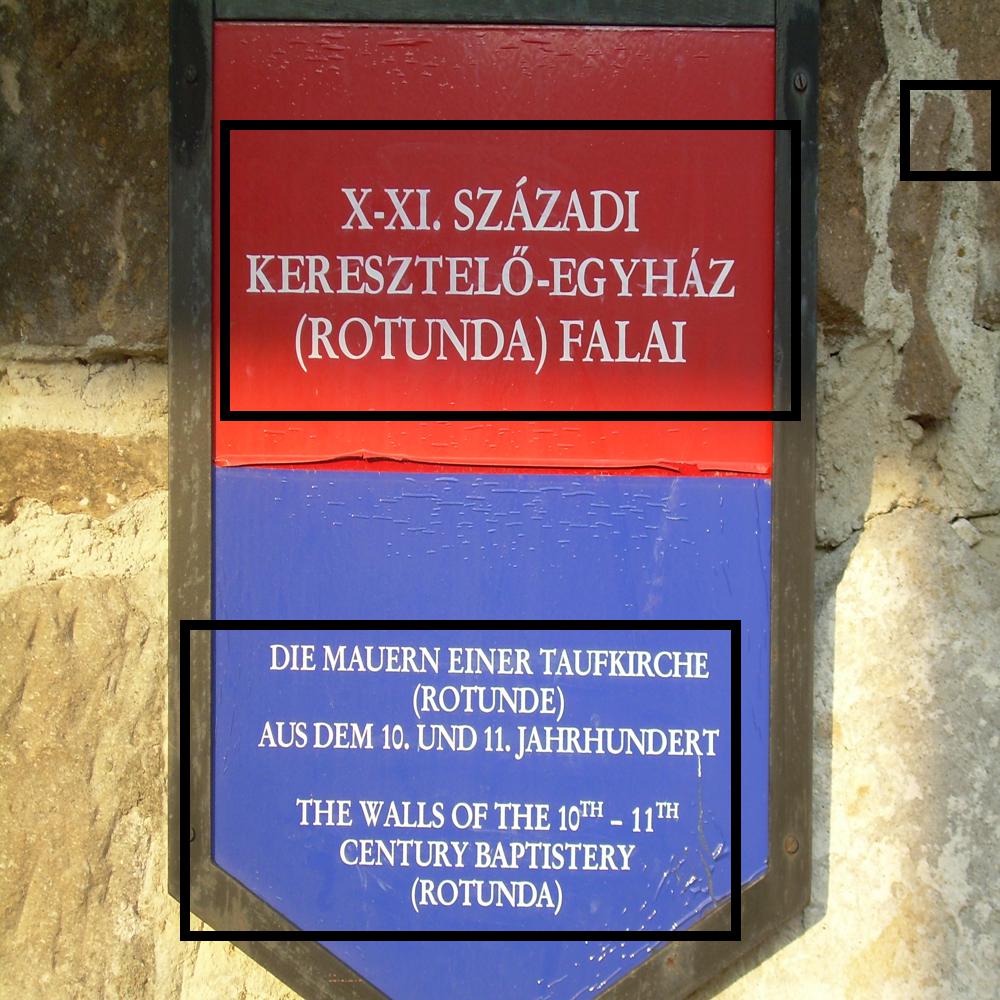 X-XI. SZÁZADI
KERESZTELŐ-EGYHÁZ
(ROTUNDA) FALAI
DIE MAUERN EINER TAUFKIRCHE
(ROTUNDE)
AUS DEM 10. UND 11. JAHRHUNDERT
THE WALLS OF THE 10TH – 11TH
CENTURY BAPTISTERY
(ROTUNDA)